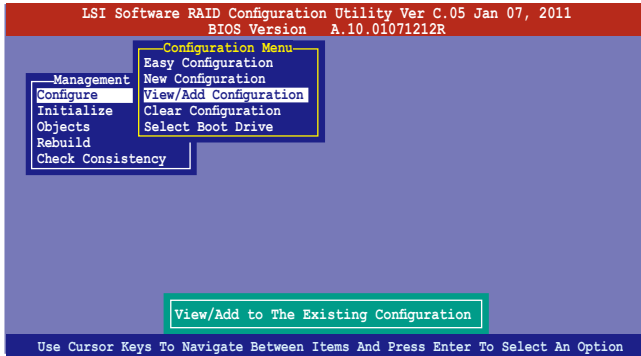 LSI Software RAID Configuration Utility Ver C.05 Jan 07, 2011
BIOS Version A.10.01071212R
Configuration Menu
Easy Configuration
New Configuration
View/Add Configuration
Clear Configuration
Select Boot Drive
Management
Configure
Initialize
Objects
Rebuild
Check Consistency
View/Add to The Existing Configuration
Use Cursor Keys To Navigate Between Items And Press Enter To Select An Option